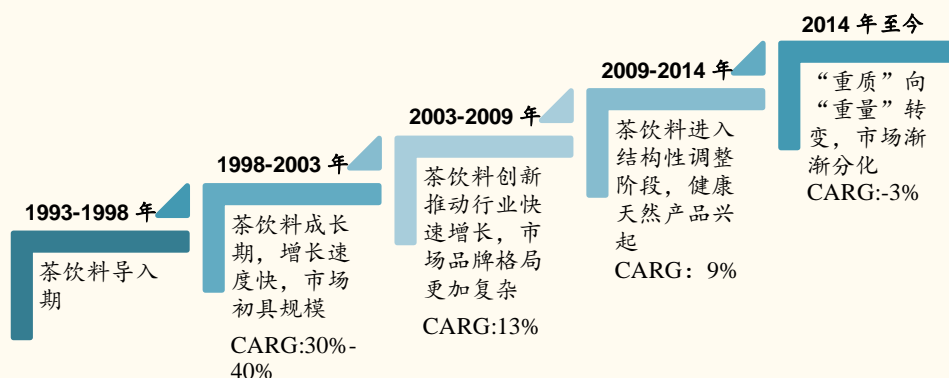 1993-1998 年
茶饮料导入
期
1998-2003 年
茶饮料成长
期，增长速
度快，市场
初具规模
CARG:30%-
40%
2003-2009 年
茶饮料创新
推动行业快
速增长，市
场品牌格局
更加复杂
CARG:13%
2009-2014 年
茶饮料进入
结构性调整
阶段，健康
天然产品兴
起
CARG：9%
2014 年至今
“重质”向
“重量”转
变，市场渐
渐分化
CARG:-3%